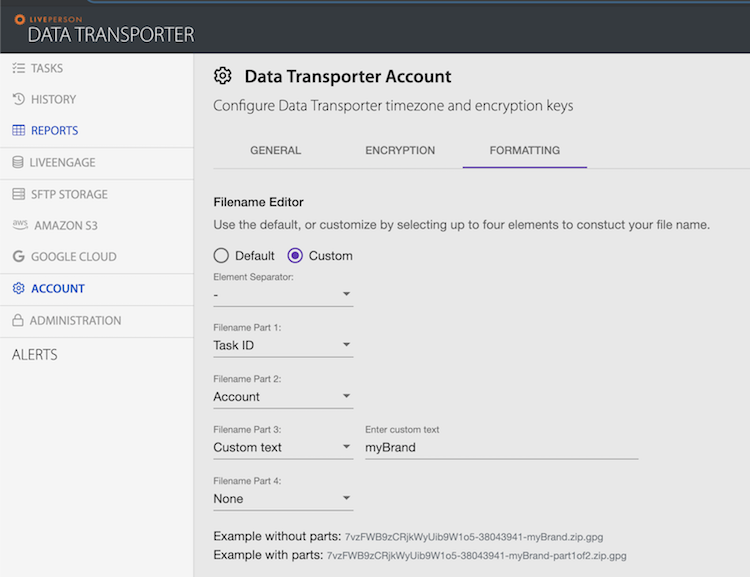 LIVEPERSON
DATA TRANSPORTER
TASKS
HISTORY
REPORTS
LIVEENGAGE
SFTP STORAGE
aws AMAZON S3
G GOOGLE CLOUD
ACCOUNT
ADMINISTRATION
ALERTS
Data Transporter Account
Configure Data Transporter timezone and encryption keys
GENERAL ENCRYPTION FORMATTING
Filename Editor
Use the default, or customize by selecting up to four elements to constuct your file name.
Default Custom
Element Separator:
-
Filename Part 1:
Task ID
Filename Part 2:
Account
Filename Part 3: Enter custom text
Custom text myBrand
Filename Part 4:
None
Example without parts: 7vzFWB9zCRjkWyUib9W1o5-38043941-myBrand.zip.gpg
Example with parts: 7vzFWB9zCRjkWyUib9W1o5-38043941-myBrand-part1of2.zip.gpg